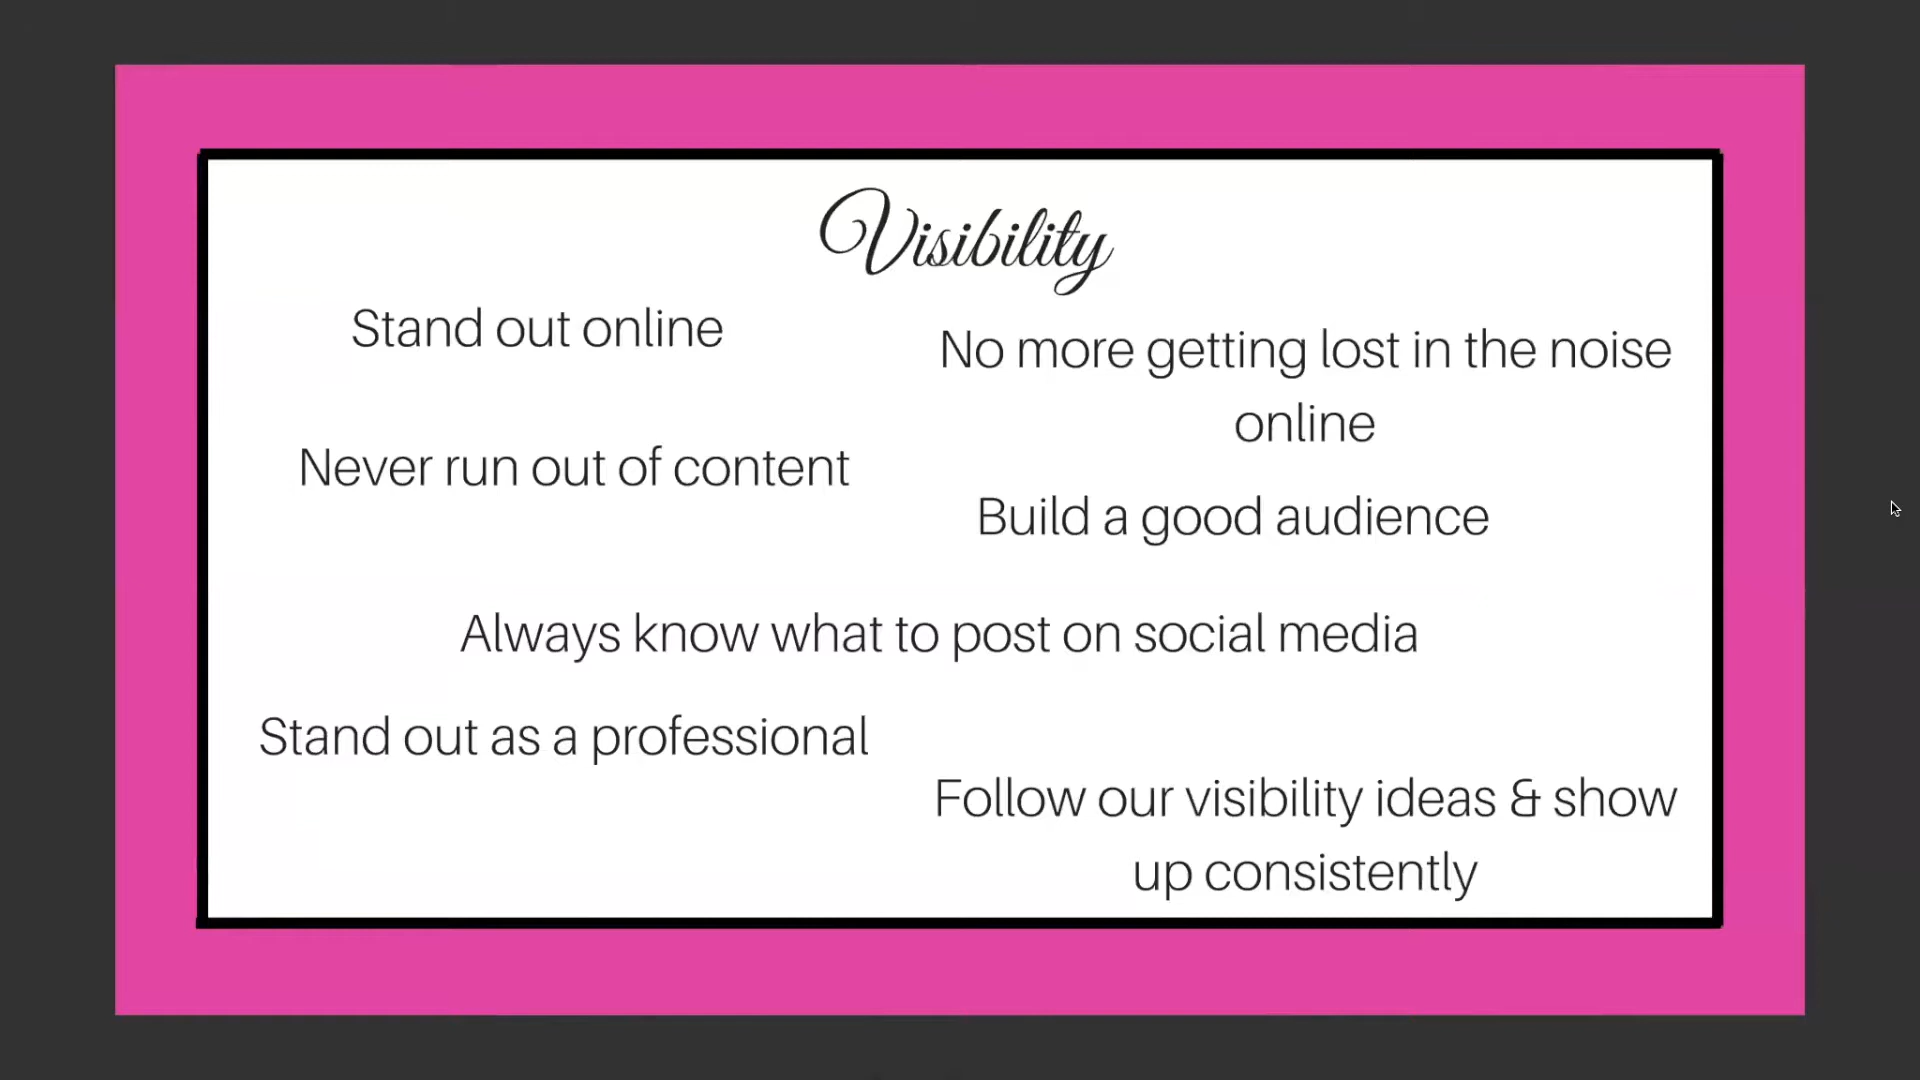 Visibility
Stand out online
No more getting lost in the noise
online
Never run out of content
Build a good audience
Always know what to post on social media
Stand out as a professional
Follow our visibility ideas & show
up consistently